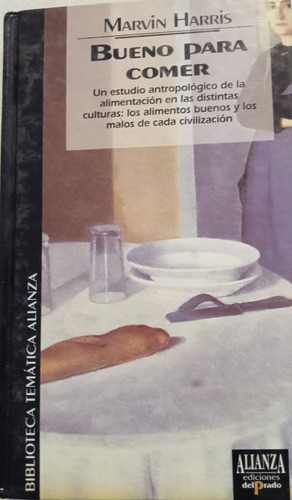 MARVIN HARRIS
BUENO PARA
COMER
Un estudio antropológico de la
alimentación en las distintas
culturas: los alimentos buenos y los
malos de cada civilización
BIBLIOTECA TEMÁTICA ALIANZA
ALIANZA
ediciones
del Prado